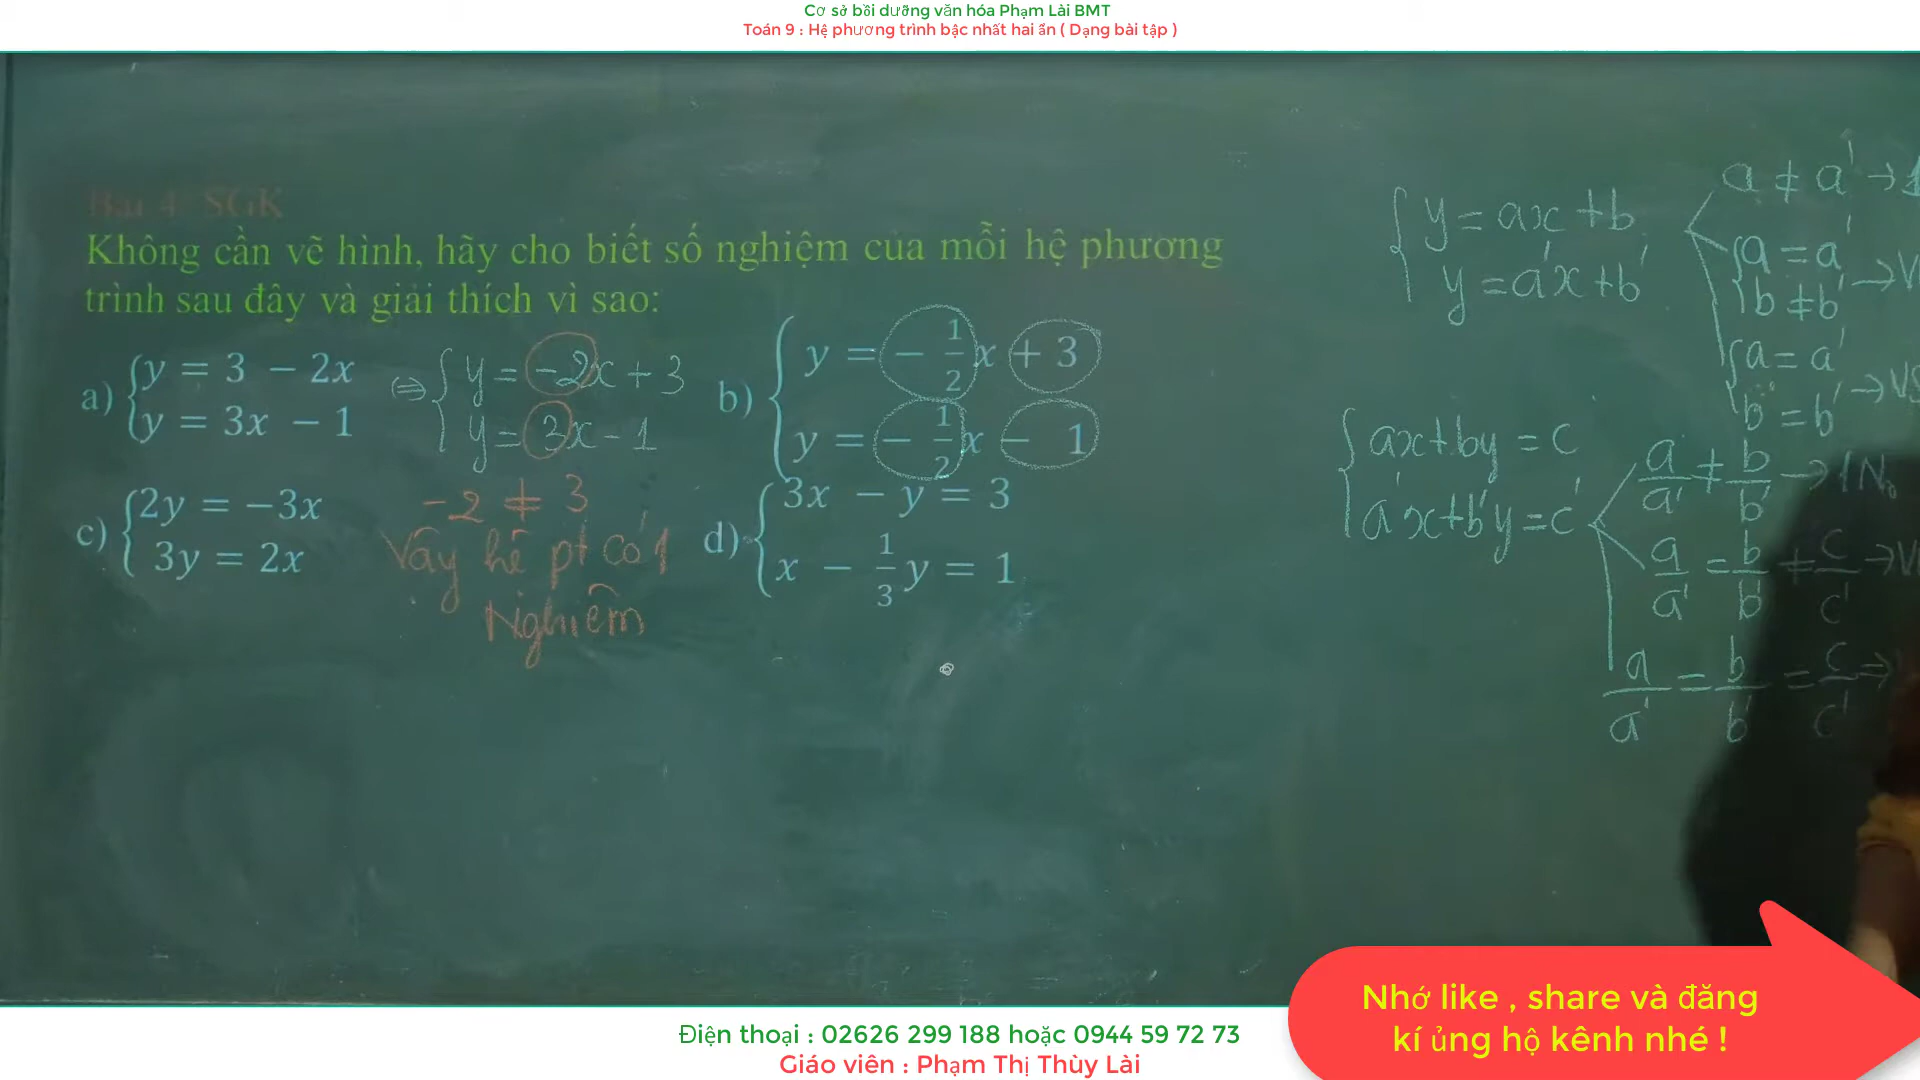 Cơ sở bồi dưỡng văn hóa Phạm Lài BMT
Toán 9 : Hệ phương trình bậc nhất hai ẩn ( Dạng bài tập )
Bài 4: SGK
Không cần vẽ hình, hãy cho biết số nghiệm của mỗi hệ phương
trình sau đây và giải thích vì sao:
a) { y = 3 − 2x
y = 3x − 1
⇔ { y = -2x + 3
y = 3x - 1
-2 ≠ 3
Vậy hệ pt có 1
Nghiệm
b) { y = − 1/2 x + 3
y = − 1/2 x − 1
c) { 2y = −3x
3y = 2x
d) { 3x − y = 3
x − 1/3 y = 1
{ y = ax + b
y = a'x + b'
a ≠ a' →
{ a = a'
b ≠ b' →
{ a = a'
b = b' →
{ ax + by = c
a'x + b'y = c'
a/a' ≠ b/b' → 1N
a/a' = b/b' ≠ c/c' →
a/a' = b/b' = c/c' →
Nhớ like , share và đăng
kí ủng hộ kênh nhé !
Điện thoại : 02626 299 188 hoặc 0944 59 72 73
Giáo viên : Phạm Thị Thùy Lài